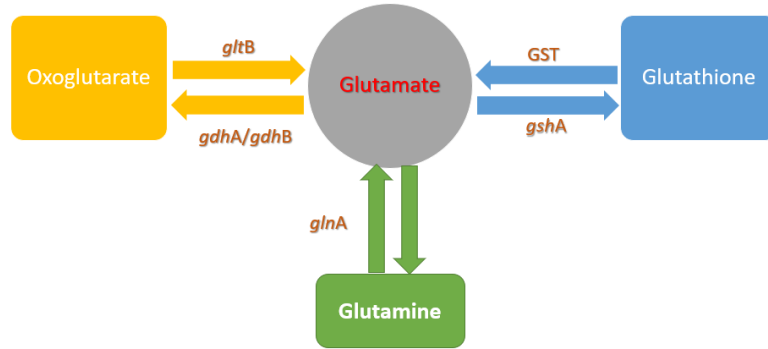 gltB
GST
Oxoglutarate
Glutamate
Glutathione
gdhA/gdhB
gshA
glnA
Glutamine